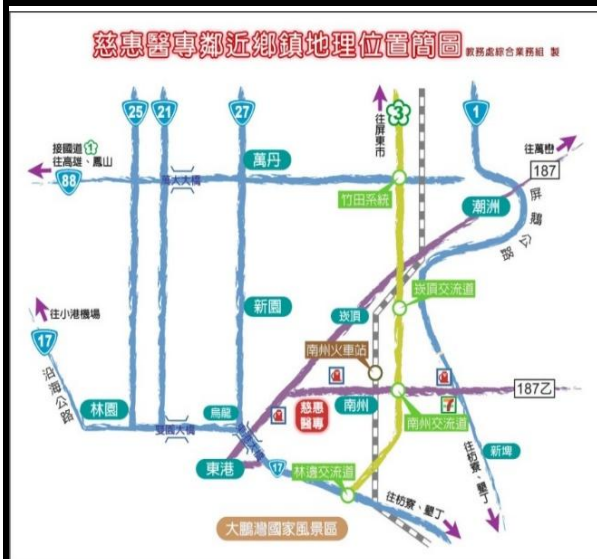 慈惠醫專鄰近鄉鎮地理位置簡圖
教務處綜合業務組 製
25
21
27
往屏東市
3
1
往萬巒
接國道1
往高雄、鳳山
88
萬大大橋
萬丹
竹田系統
187
潮洲
屏鵝公路
往小港機場
17
沿海公路
新園
崁頂
崁頂交流道
南州火車站
187乙
林園
烏龍
慈惠
醫專
南州
7
南州交流道
雙園大橋
東港
17
林邊交流道
新埤
往枋寮、墾丁
往枋寮、墾丁
大鵬灣國家風景區